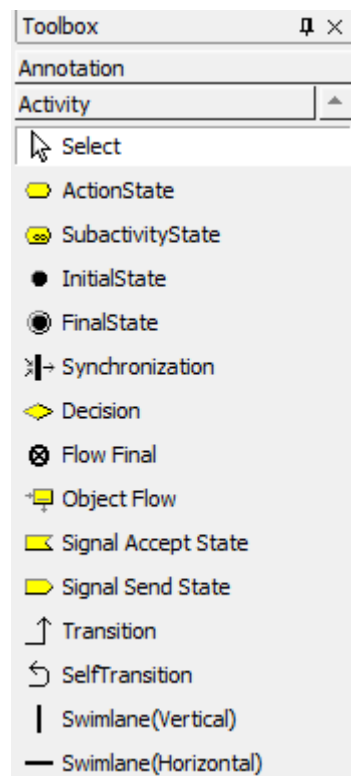 Toolbox
Annotation
Activity
Select
ActionState
SubactivityState
InitialState
FinalState
Synchronization
Decision
Flow Final
Object Flow
Signal Accept State
Signal Send State
Transition
SelfTransition
Swimlane(Vertical)
Swimlane(Horizontal)